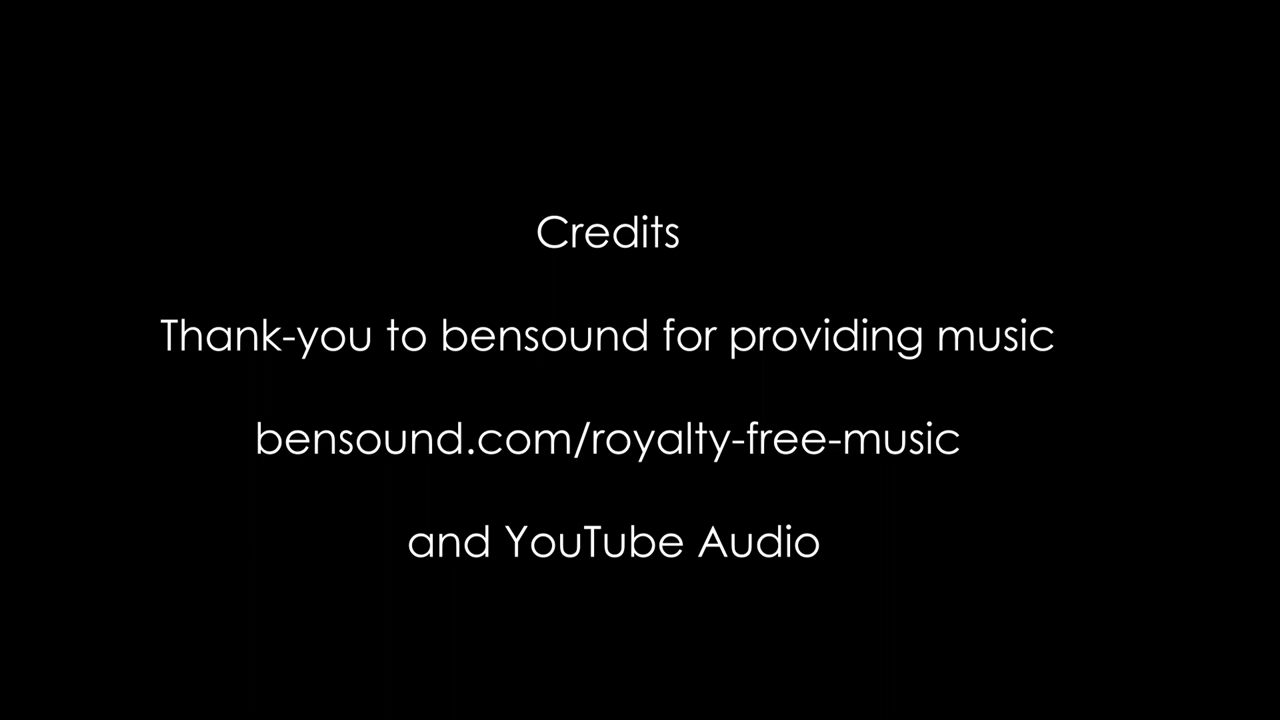 Credits
Thank-you to bensound for providing music
bensound.com/royalty-free-music
and YouTube Audio